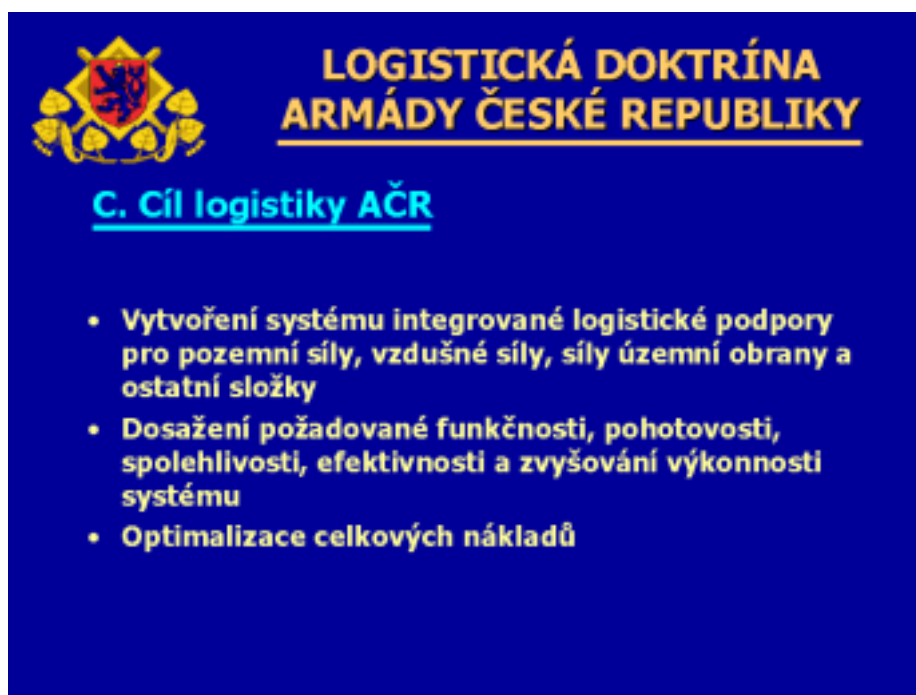 LOGISTICKÁ DOKTRÍNA
ARMÁDY ČESKÉ REPUBLIKY
C. Cíl logistiky AČR
• Vytvoření systému integrované logistické podpory
pro pozemní síly, vzdušné síly, síly územní obrany a
ostatní složky
• Dosažení požadované funkčnosti, pohotovosti,
spolehlivosti, efektivnosti a zvyšování výkonnosti
systému
• Optimalizace celkových nákladů